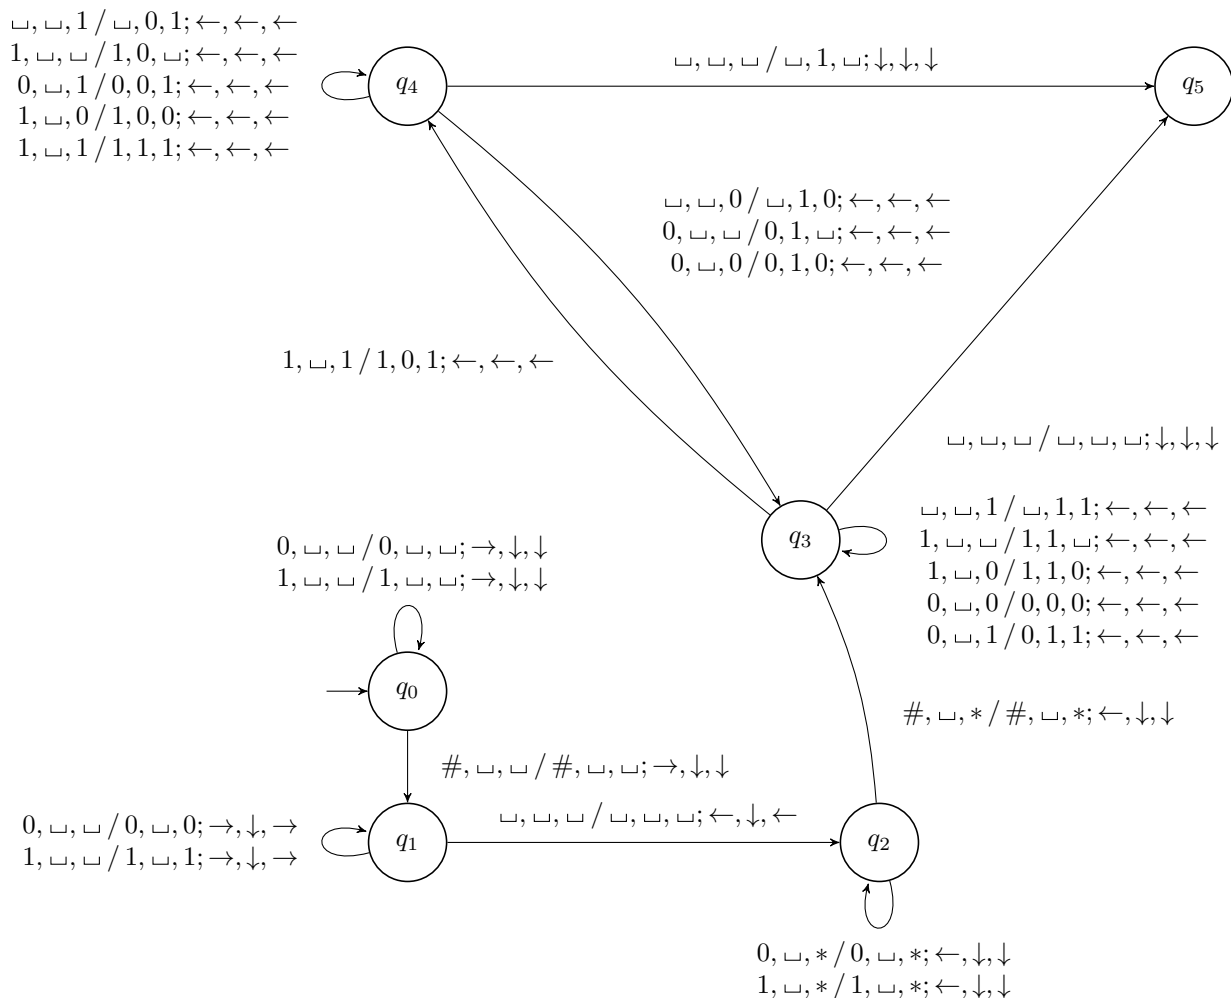 ␣, ␣, 1 / ␣, 0, 1; ←, ←, ←
1, ␣, ␣ / 1, 0, ␣; ←, ←, ←
0, ␣, 1 / 0, 0, 1; ←, ←, ←
1, ␣, 0 / 1, 0, 0; ←, ←, ←
1, ␣, 1 / 1, 1, 1; ←, ←, ←
q4
␣, ␣, ␣ / ␣, 1, ␣; ↓, ↓, ↓
q5
␣, ␣, 0 / ␣, 1, 0; ←, ←, ←
0, ␣, ␣ / 0, 1, ␣; ←, ←, ←
0, ␣, 0 / 0, 1, 0; ←, ←, ←
1, ␣, 1 / 1, 0, 1; ←, ←, ←
␣, ␣, ␣ / ␣, ␣, ␣; ↓, ↓, ↓
q3
␣, ␣, 1 / ␣, 1, 1; ←, ←, ←
1, ␣, ␣ / 1, 1, ␣; ←, ←, ←
1, ␣, 0 / 1, 1, 0; ←, ←, ←
0, ␣, 0 / 0, 0, 0; ←, ←, ←
0, ␣, 1 / 0, 1, 1; ←, ←, ←
0, ␣, ␣ / 0, ␣, ␣; →, ↓, ↓
1, ␣, ␣ / 1, ␣, ␣; →, ↓, ↓
q0
#, ␣, * / #, ␣, *; ←, ↓, ↓
#, ␣, ␣ / #, ␣, ␣; →, ↓, ↓
0, ␣, ␣ / 0, ␣, 0; →, ↓, →
1, ␣, ␣ / 1, ␣, 1; →, ↓, →
q1
␣, ␣, ␣ / ␣, ␣, ␣; ←, ↓, ←
q2
0, ␣, * / 0, ␣, *; ←, ↓, ↓
1, ␣, * / 1, ␣, *; ←, ↓, ↓